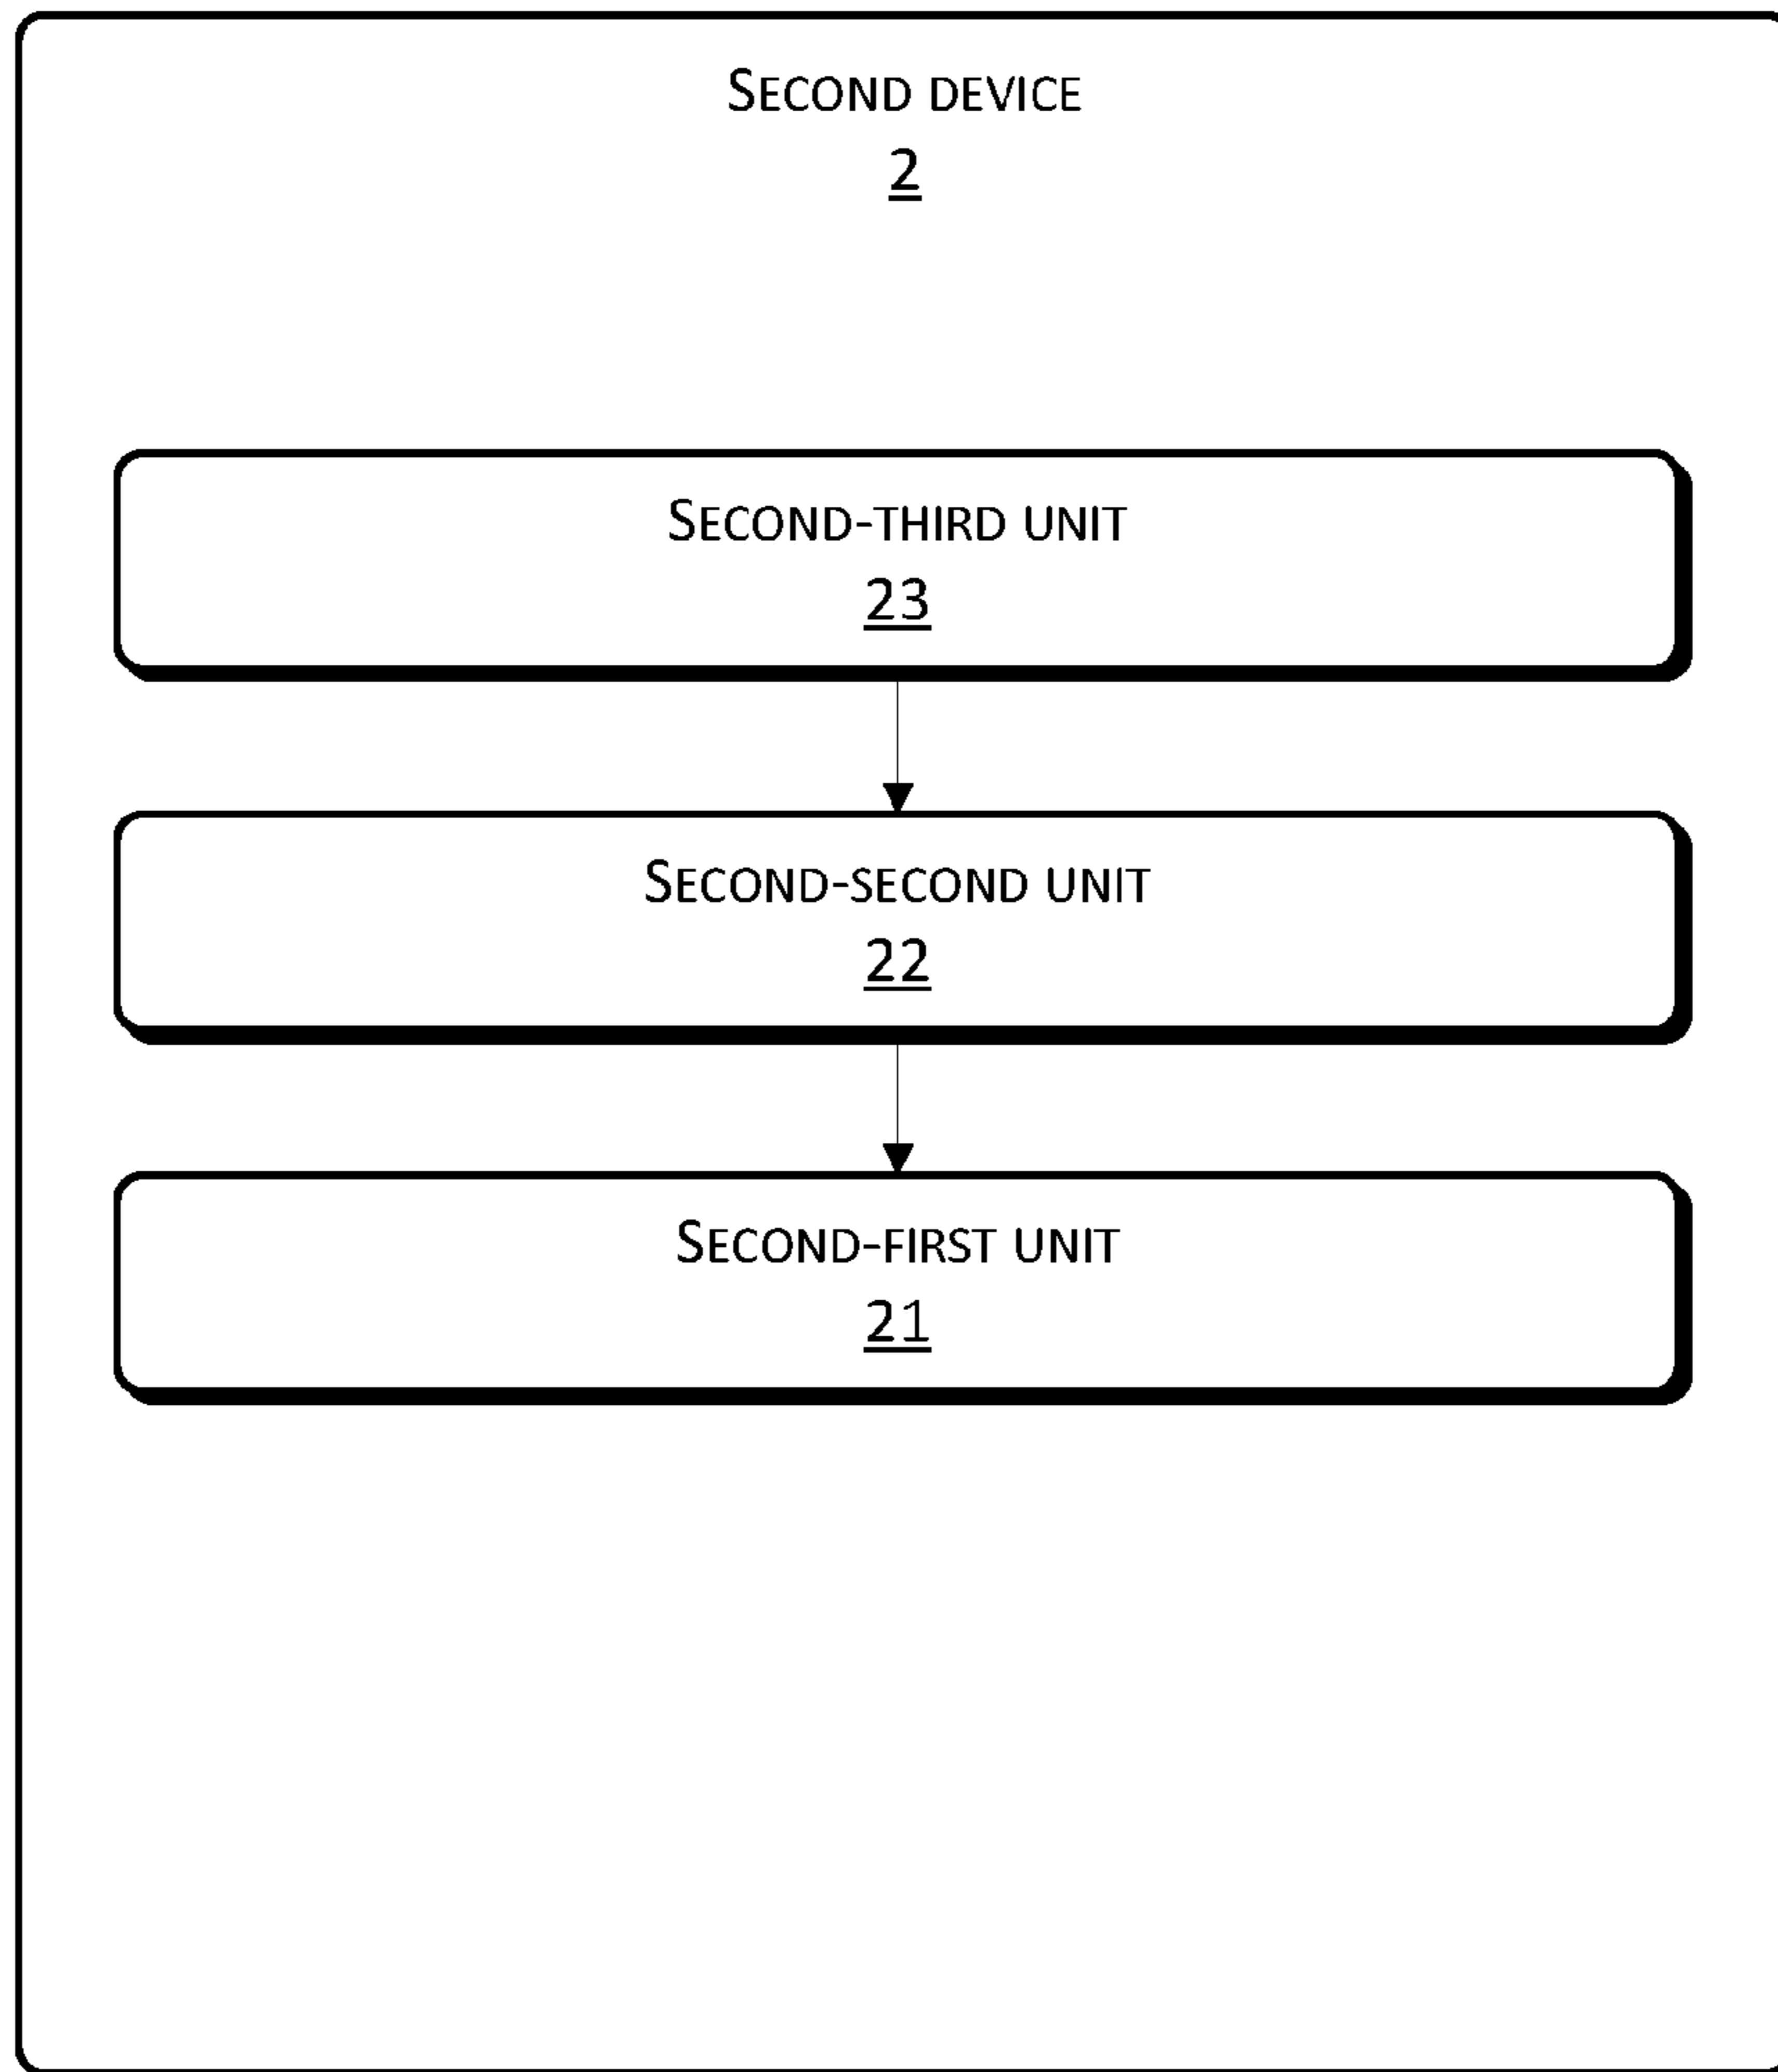 Second device
2
Second-third unit
23
Second-second unit
22
Second-first unit
21